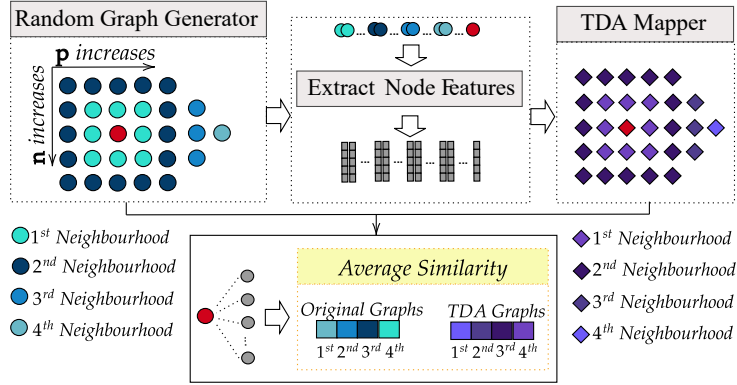 Random Graph Generator
p increases
n increases
... ... ... ...
Extract Node Features
... ... ... ...
TDA Mapper
1st Neighbourhood
2nd Neighbourhood
3rd Neighbourhood
4th Neighbourhood
Average Similarity
Original Graphs
1st 2nd 3rd 4th
TDA Graphs
1st 2nd 3rd 4th
1st Neighbourhood
2nd Neighbourhood
3rd Neighbourhood
4th Neighbourhood